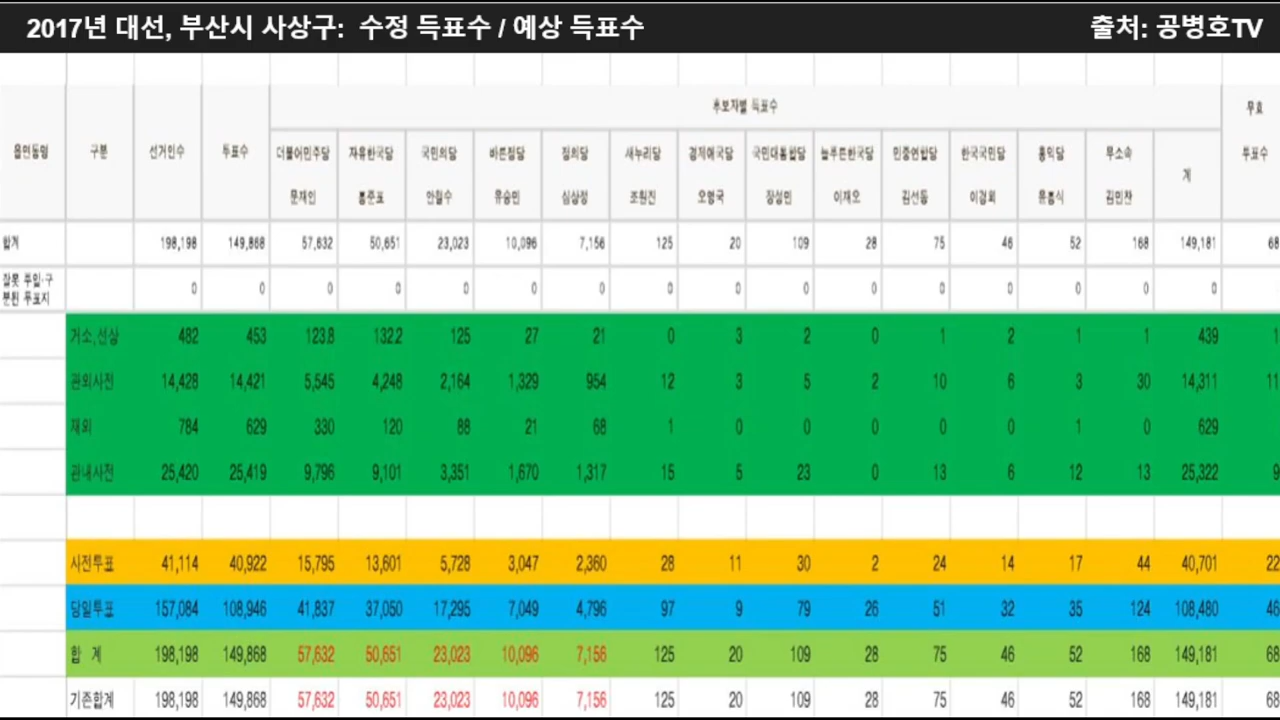 2017년 대선, 부산시 사상구: 수정 득표수 / 예상 득표수 출처: 공병호TV
후보자별 득표수 무효
읍면동명 구분 선거인수 투표수 더불어민주당 자유한국당 국민의당 바른정당 정의당 새누리당 경제애국당 국민대통합당 늘푸른한국당 민중연합당 한국국민당 홍익당 무소속 계 투표수
문재인 홍준표 안철수 유승민 심상정 조원진 오영국 장성민 이재오 김선동 이경희 윤홍식 김민찬
합계 198,198 149,868 57,632 50,651 23,023 10,096 7,156 125 20 109 28 75 46 52 168 149,181 68
잘못 투입·구
분된 투표지 0 0 0 0 0 0 0 0 0 0 0 0 0 0 0 0
거소,선상 482 453 123.8 132.2 125 27 21 0 3 2 0 1 2 1 1 439 1
관외사전 14,428 14,421 5,545 4,248 2,164 1,329 954 12 3 5 2 10 6 3 30 14,311 11
재외 784 629 330 120 88 21 68 1 0 0 0 0 0 1 0 629
관내사전 25,420 25,419 9,796 9,101 3,351 1,670 1,317 15 5 23 0 13 6 12 13 25,322 9
사전투표 41,114 40,922 15,795 13,601 5,728 3,047 2,360 28 11 30 2 24 14 17 44 40,701 22
당일투표 157,084 108,946 41,837 37,050 17,295 7,049 4,796 97 9 79 26 51 32 35 124 108,480 46
합 계 198,198 149,868 57,632 50,651 23,023 10,096 7,156 125 20 109 28 75 46 52 168 149,181 68
기존합계 198,198 149,868 57,632 50,651 23,023 10,096 7,156 125 20 109 28 75 46 52 168 149,181 68